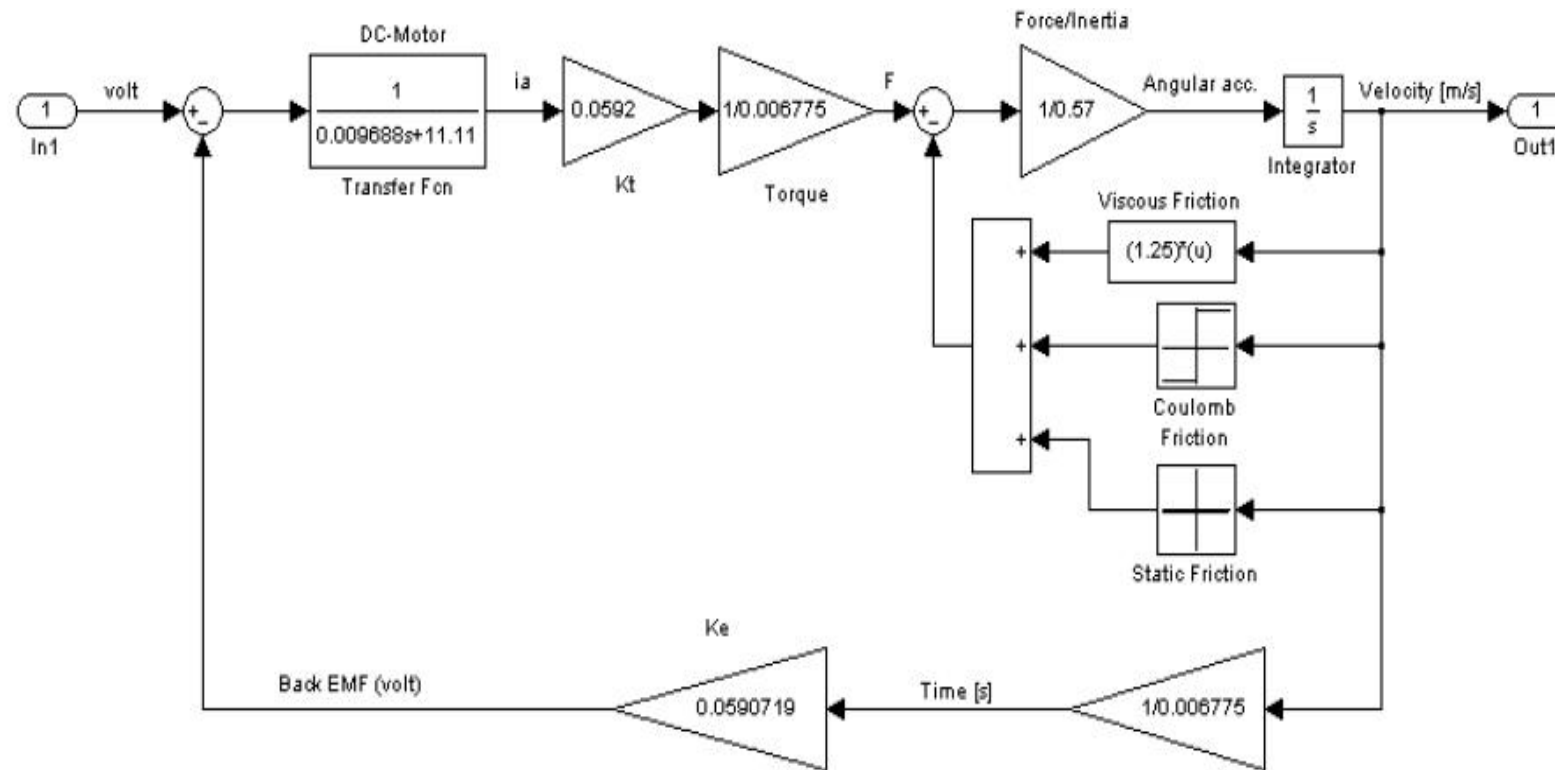 Force/Inertia
DC-Motor
volt
1
0.009688s+11.11
ia
0.0592
1/0.006775
F
1/0.57
Angular acc.
1
s
Velocity [m/s]
1
In1
+
-
Transfer Fcn
Kt
Torque
+
-
Integrator
1
Out1
Viscous Friction
+
(1.25)*(u)
+
Coulomb
Friction
+
Static Friction
Ke
Back EMF (volt)
0.0590719
Time [s]
1/0.006775